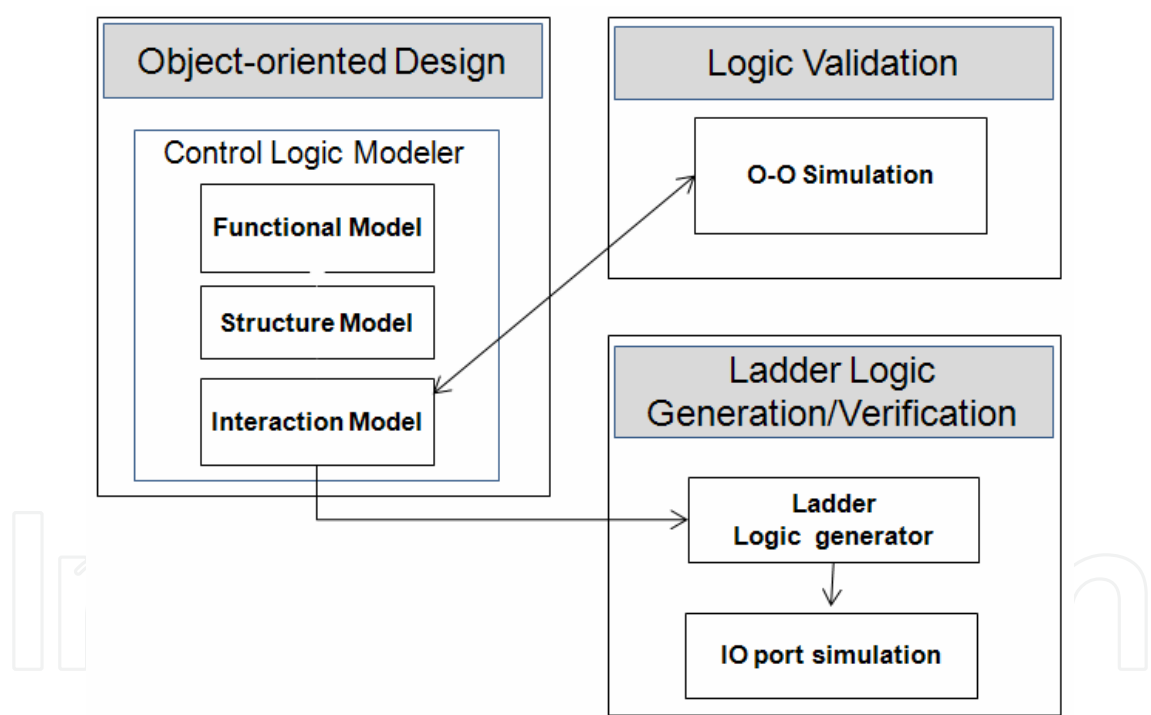 Object-oriented Design
Control Logic Modeler
Functional Model
Structure Model
Interaction Model
Logic Validation
O-O Simulation
Ladder Logic
Generation/Verification
Ladder
Logic generator
IO port simulation